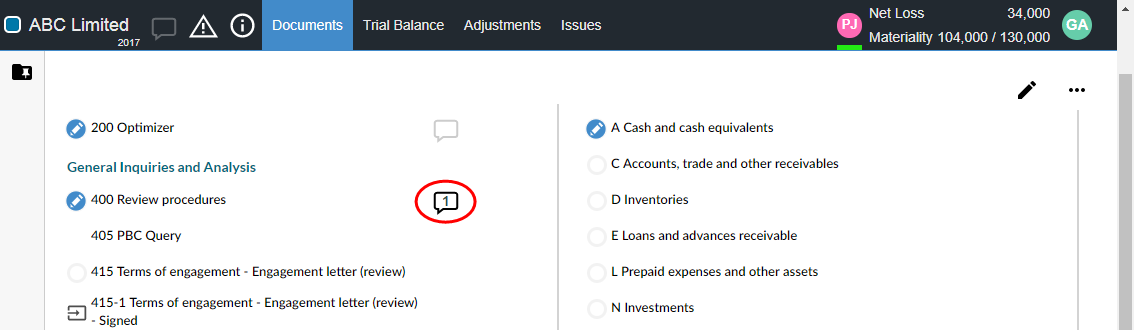 ABC Limited
2017
Documents
Trial Balance
Adjustments
Issues
PJ
Net Loss 34,000
Materiality 104,000 / 130,000
GA
200 Optimizer
General Inquiries and Analysis
400 Review procedures
1
405 PBC Query
415 Terms of engagement - Engagement letter (review)
415-1 Terms of engagement - Engagement letter (review)
- Signed
A Cash and cash equivalents
C Accounts, trade and other receivables
D Inventories
E Loans and advances receivable
L Prepaid expenses and other assets
N Investments